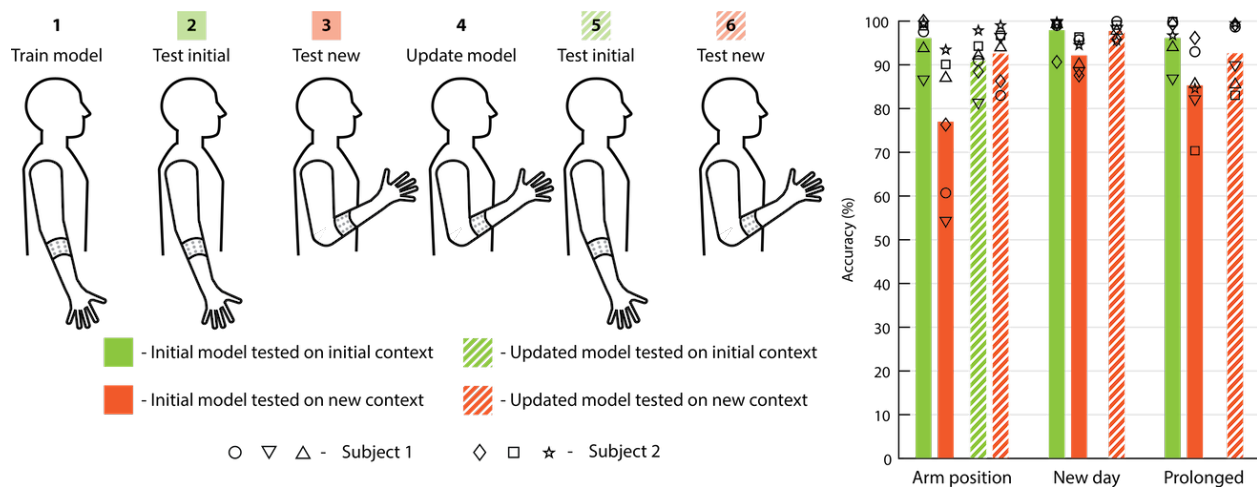 1 2 3 4 5 6
Train model Test initial Test new Update model Test initial Test new
- Initial model tested on initial context - Updated model tested on initial context
- Initial model tested on new context - Updated model tested on new context
- Subject 1 - Subject 2
Accuracy (%)
100
90
80
70
60
50
40
30
20
10
0
Arm position New day Prolonged